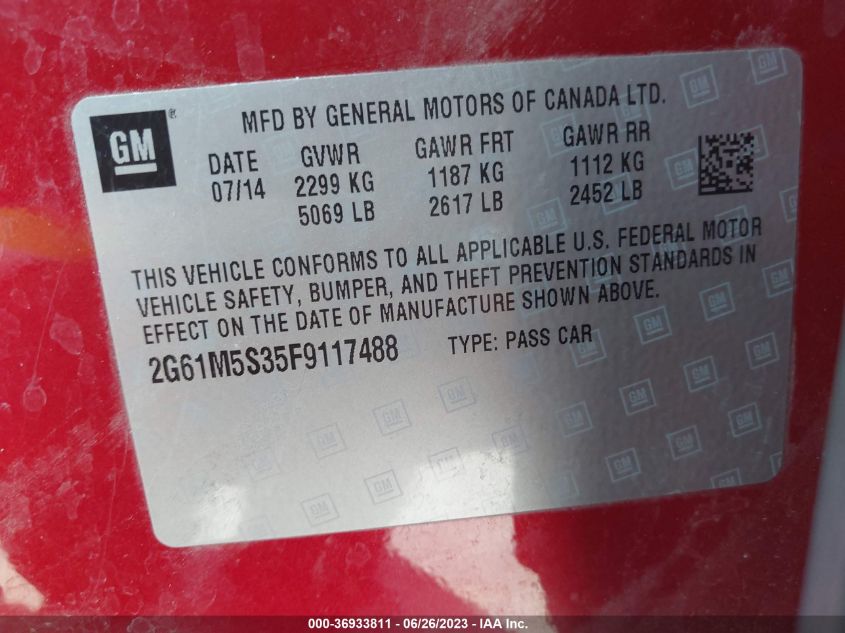 GM®
MFD BY GENERAL MOTORS OF CANADA LTD.
DATE GVWR GAWR FRT GAWR RR
07/14 2299 KG 1187 KG 1112 KG
5069 LB 2617 LB 2452 LB
THIS VEHICLE CONFORMS TO ALL APPLICABLE U.S. FEDERAL MOTOR
VEHICLE SAFETY, BUMPER, AND THEFT PREVENTION STANDARDS IN
EFFECT ON THE DATE OF MANUFACTURE SHOWN ABOVE.
2G61M5S35F9117488 TYPE: PASS CAR
000-36933811 - 06/26/2023 - IAA Inc.